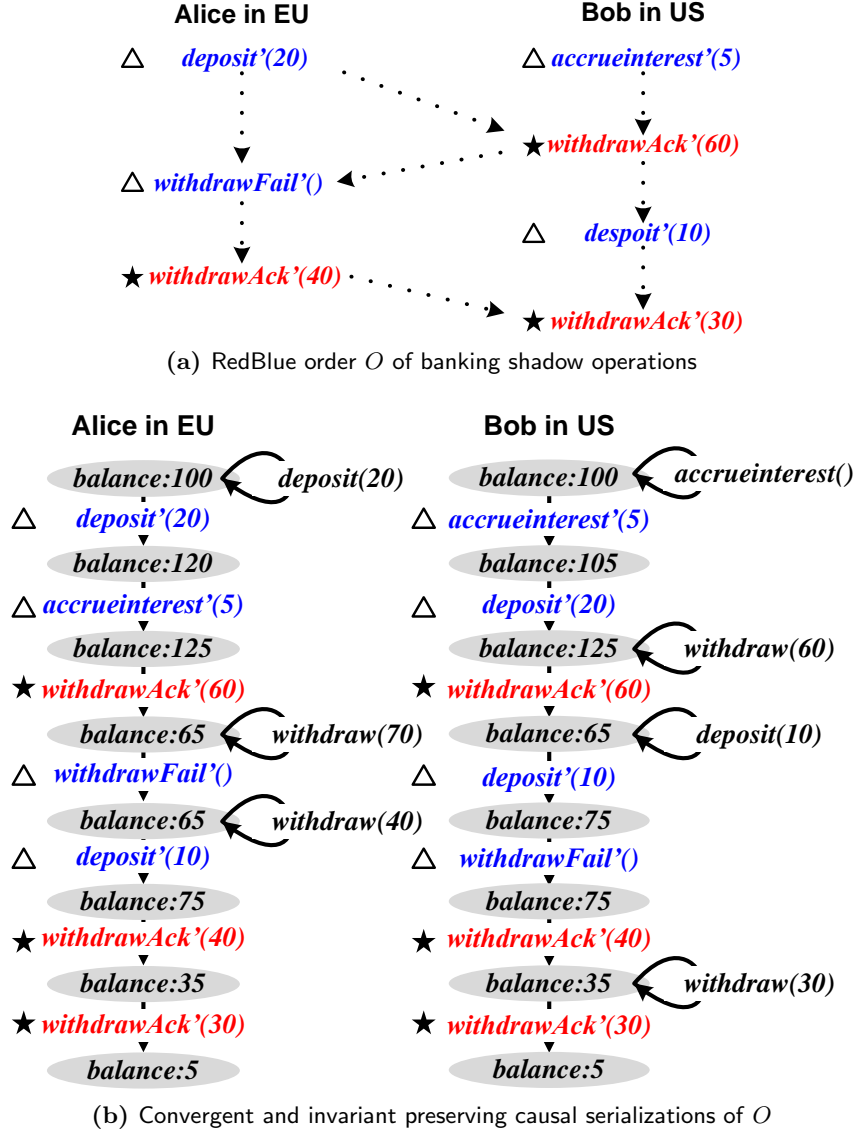 Alice in EU
Bob in US
△ deposit’(20)
△ accrueinterest’(5)
★ withdrawAck’(60)
△ withdrawFail’()
△ despoit’(10)
★ withdrawAck’(40)
★ withdrawAck’(30)
(a) RedBlue order O of banking shadow operations
Alice in EU
balance:100
deposit(20)
△ deposit’(20)
balance:120
△ accrueinterest’(5)
balance:125
★ withdrawAck’(60)
balance:65
withdraw(70)
△ withdrawFail’()
balance:65
withdraw(40)
△ deposit’(10)
balance:75
★ withdrawAck’(40)
balance:35
★ withdrawAck’(30)
balance:5
Bob in US
balance:100
accrueinterest()
△ accrueinterest’(5)
balance:105
△ deposit’(20)
balance:125
withdraw(60)
★ withdrawAck’(60)
balance:65
deposit(10)
△ deposit’(10)
balance:75
△ withdrawFail’()
balance:75
★ withdrawAck’(40)
balance:35
withdraw(30)
★ withdrawAck’(30)
balance:5
(b) Convergent and invariant preserving causal serializations of O